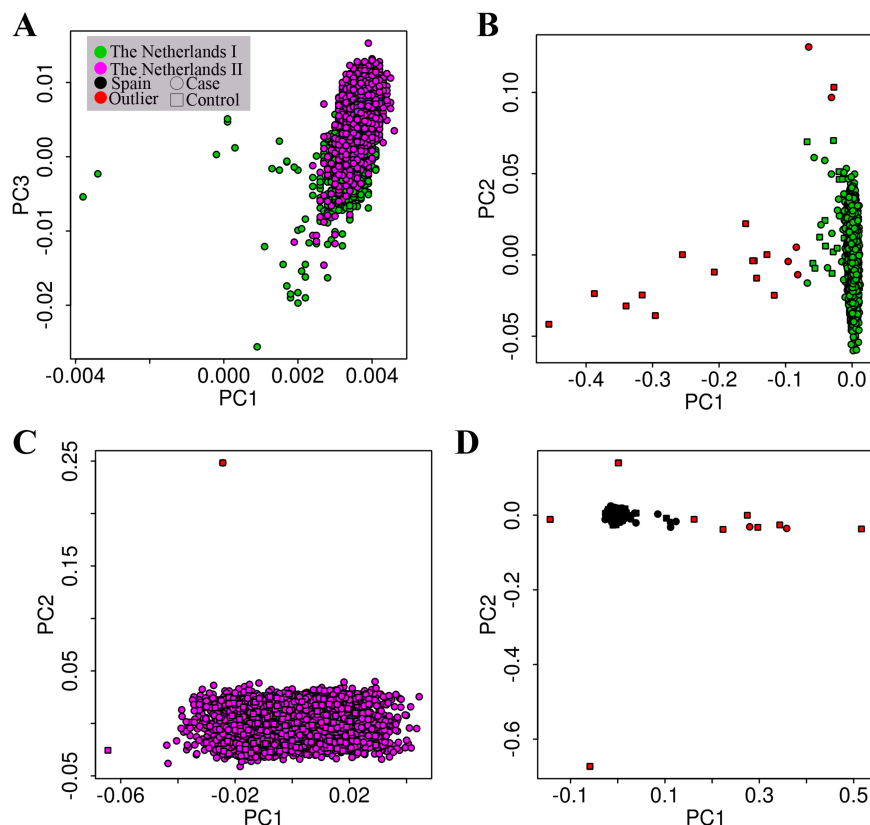 A
The Netherlands I
The Netherlands II
Spain Case
Outlier Control
0.01
0.00
-0.01
-0.02
PC3
-0.004 0.000 0.002 0.004
PC1
B
0.10
0.05
0.00
-0.05
PC2
-0.4 -0.3 -0.2 -0.1 0.0
PC1
C
0.25
0.15
0.05
-0.05
PC2
-0.06 -0.02 0.02
PC1
D
0.0
-0.2
-0.4
-0.6
PC2
-0.1 0.1 0.3 0.5
PC1